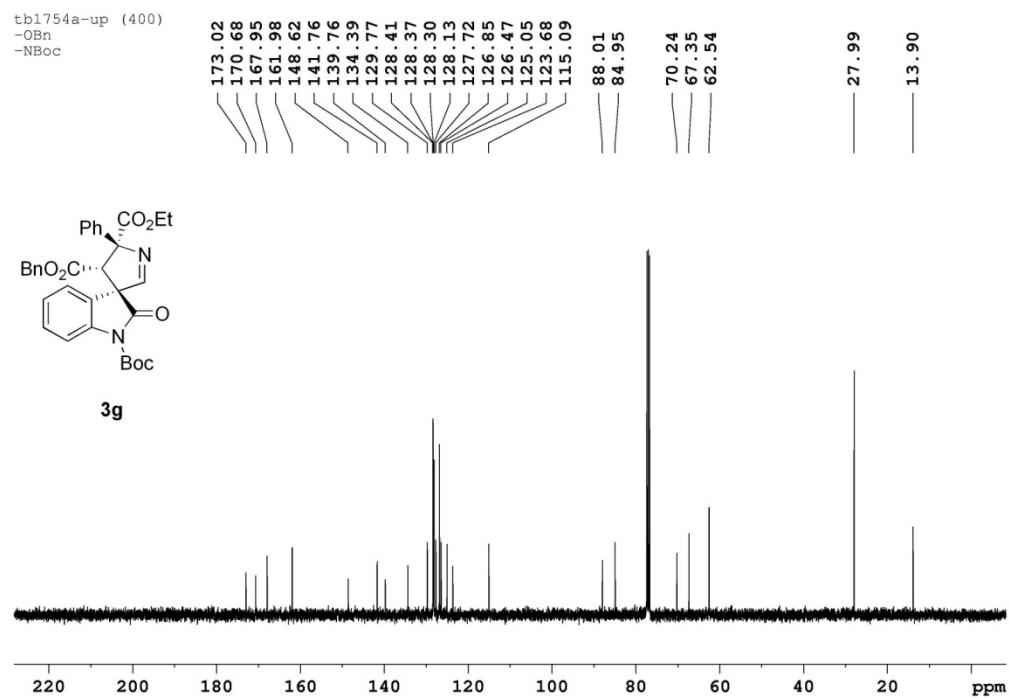 tb1754a-up (400)
-OBn
-NBoc
173.02
170.68
167.95
161.98
148.62
141.76
139.76
134.39
129.77
128.41
128.37
128.30
128.13
127.72
126.85
126.47
125.05
123.68
115.09
88.01
84.95
70.24
67.35
62.54
27.99
13.90
Ph
CO2Et
N
BnO2C
O
N
Boc
3g
220 200 180 160 140 120 100 80 60 40 20 ppm